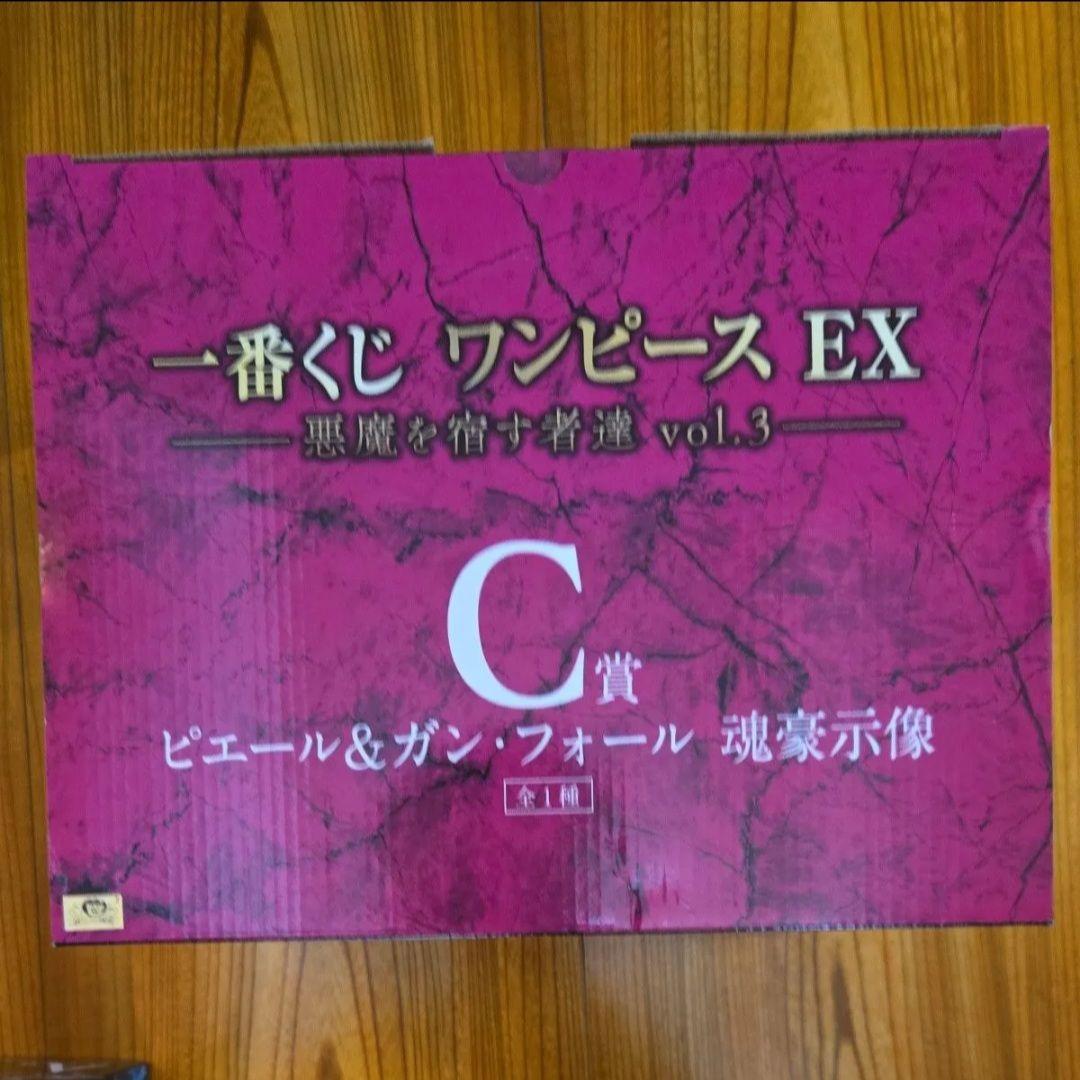 一番くじ ワンピース EX
悪魔を宿す者達 vol.3
C賞
ピエール&ガン・フォール 魂豪示像
全1種